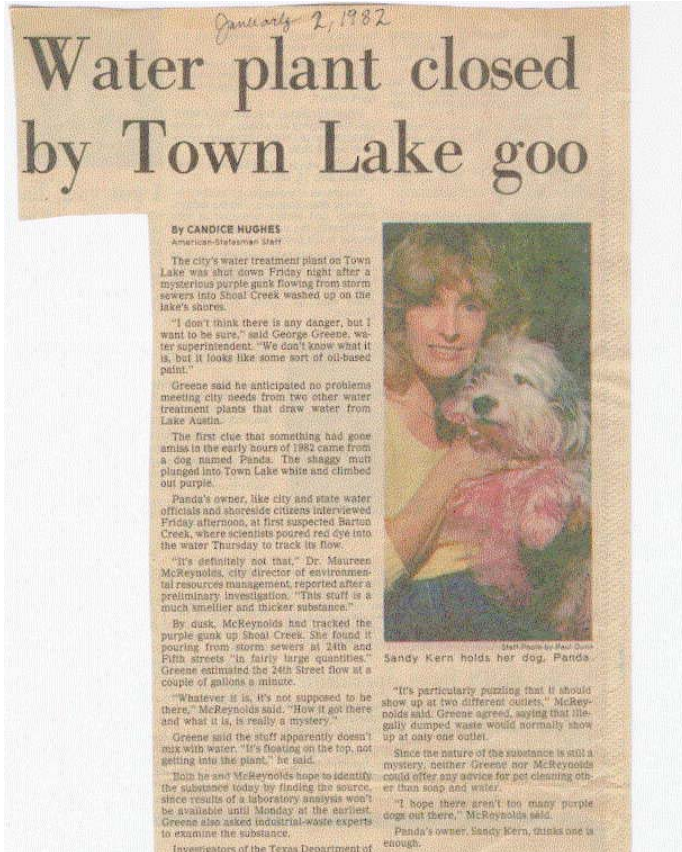 January 2, 1982
Water plant closed
by Town Lake goo
By CANDICE HUGHES
American-Statesman Staff
The city's water treatment plant on Town
Lake was shut down Friday night after a
mysterious purple gunk flowing from storm
sewers into Shoal Creek washed up on the
lake's shores.
"I don't think there is any danger, but I
want to be sure," said George Greene, wa-
ter superintendent. "We don't know what it
is, but it looks like some sort of oil-based
paint."
Greene said he anticipated no problems
meeting city needs from two other water
treatment plants that draw water from
Lake Austin.
The first clue that something had gone
amiss in the early hours of 1982 came from
a dog named Panda. The shaggy mutt
plunged into Town Lake white and climbed
out purple.
Panda's owner, like city and state water
officials and shoreside citizens interviewed
Friday afternoon, at first suspected Barton
Creek, where scientists poured red dye into
the water Thursday to track its flow.
"It's definitely not that," Dr. Maureen
McReynolds, city director of environmen-
tal resources management, reported after a
preliminary investigation. "This stuff is a
much smellier and thicker substance."
By dusk, McReynolds had tracked the
purple gunk up Shoal Creek. She found it
pouring from storm sewers at 24th and
Fifth streets "in fairly large quantities."
Greene estimated the 24th Street flow at a
couple of gallons a minute.
"Whatever it is, it's not supposed to be
there," McReynolds said. "How it got there
and what it is, is really a mystery."
Greene said the stuff apparently doesn't
mix with water. "It's floating on the top, not
getting into the plant," he said.
Both he and McReynolds hope to identify
the substance today by finding the source,
since results of a laboratory analysis won't
be available until Monday at the earliest.
Greene also asked industrial-waste experts
to examine the substance.
Investigators of the Texas Department of
Staff Photo by Paul
Sandy Kern holds her dog, Panda.
"It's particularly puzzling that it should
show up at two different outlets," McRey-
nolds said. Greene agreed, saying that ille-
gally dumped waste would normally show
up at only one outlet.
Since the nature of the substance is still a
mystery, neither Greene nor McReynolds
could offer any advice for pet cleaning oth-
er than soap and water.
"I hope there aren't too many purple
dogs out there," McReynolds said.
Panda's owner, Sandy Kern, thinks one is
enough.